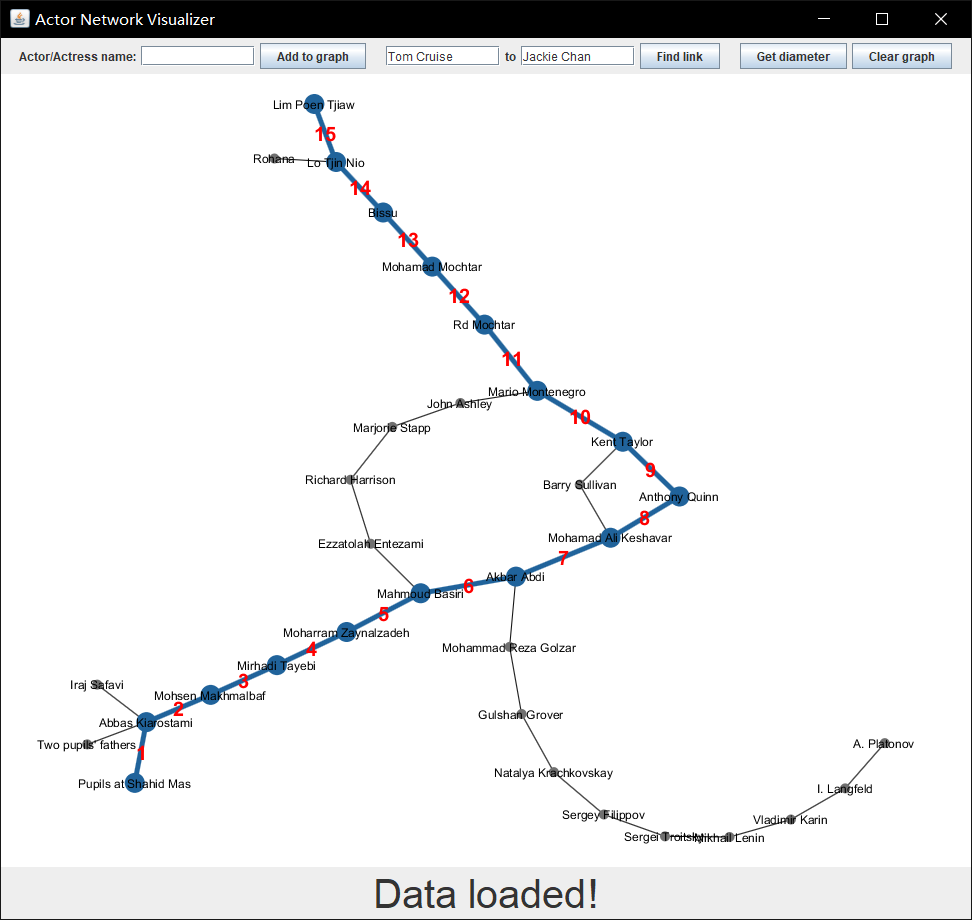 Actor Network Visualizer
Actor/Actress name: Add to graph Tom Cruise to Jackie Chan Find link Get diameter Clear graph
Lim Poen Tjiaw
15
Rohana
Lo Tjin Nio
14
Bissu
13
Mohamad Mochtar
12
Rd Mochtar
11
Mario Montenegro
John Ashley
10
Marjorie Stapp
Kent Taylor
9
Richard Harrison
Barry Sullivan
Anthony Quinn
8
Mohamad Ali Keshavar
Ezzatolah Entezami
7
Akbar Abdi
6
Mahmoud Basiri
5
Moharram Zaynalzadeh
4
Mohammad Reza Golzar
Mirhadi Tayebi
3
Iraj Safavi
Mohsen Makhmalbaf
2
Gulshan Grover
Abbas Kiarostami
Two pupils' fathers
A. Platonov
1
Natalya Krachkovskay
Pupils at Shahid Mas
I. Langfeld
Sergey Filippov
Vladimir Karin
Sergei Troitskiy
Mikhail Lenin
Data loaded!